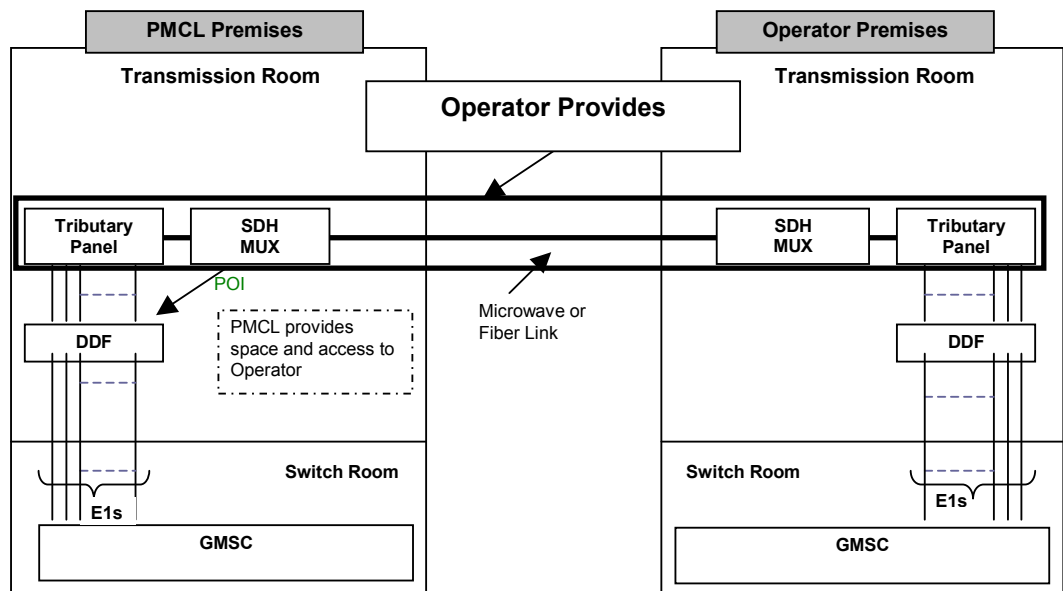 PMCL Premises
Operator Premises
Transmission Room
Transmission Room
Operator Provides
Tributary
Panel
SDH
MUX
SDH
MUX
Tributary
Panel
POI
Microwave or
Fiber Link
PMCL provides
space and access to
Operator
DDF
DDF
Switch Room
Switch Room
E1s
E1s
GMSC
GMSC